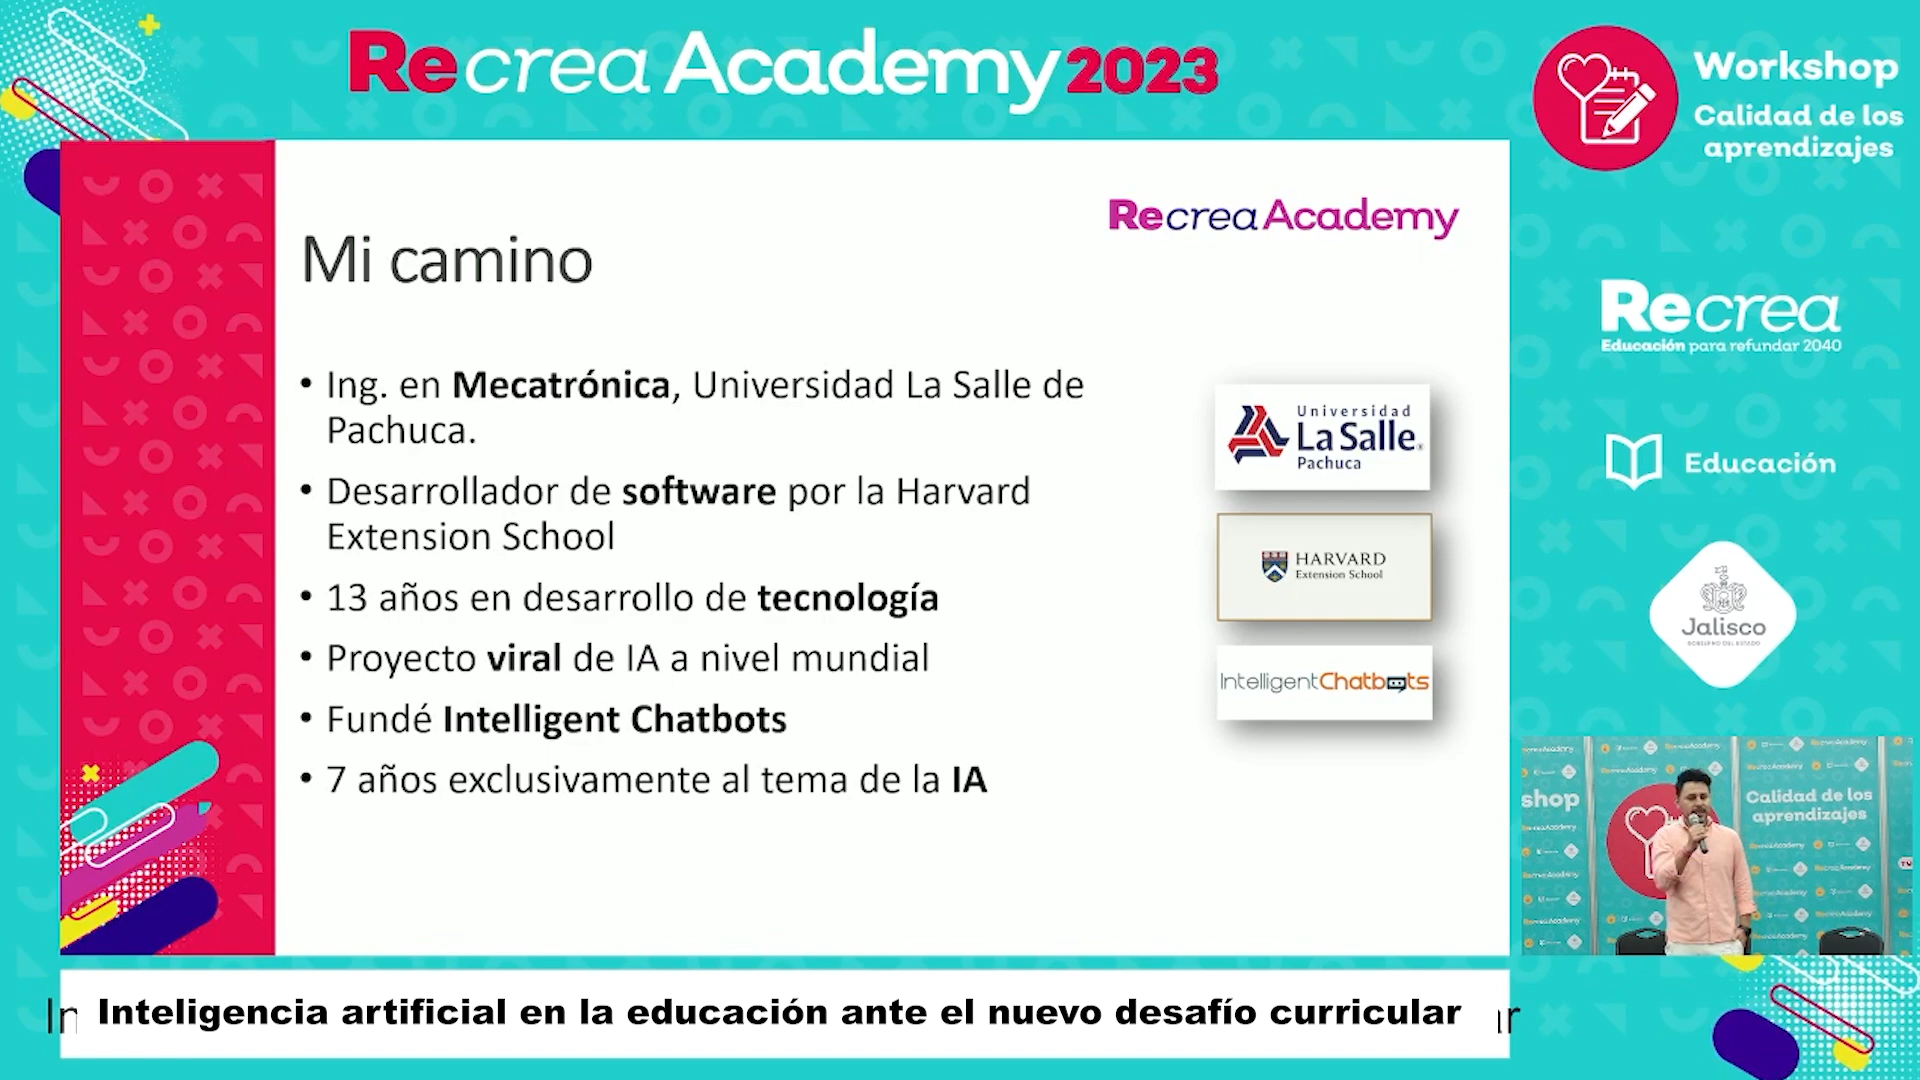 Recrea Academy 2023
Workshop
Calidad de los
aprendizajes
Recrea Academy
Mi camino
• Ing. en Mecatrónica, Universidad La Salle de
Pachuca.
• Desarrollador de software por la Harvard
Extension School
• 13 años en desarrollo de tecnología
• Proyecto viral de IA a nivel mundial
• Fundé Intelligent Chatbots
• 7 años exclusivamente al tema de la IA
Universidad
La Salle
Pachuca
HARVARD
Extension School
IntelligentChatbots
Recrea
Educación para refundar 2040
Educación
Jalisco
GOBIERNO DEL ESTADO
shop
Calidad de los
aprendizajes
Inteligencia artificial en la educación ante el nuevo desafío curricular